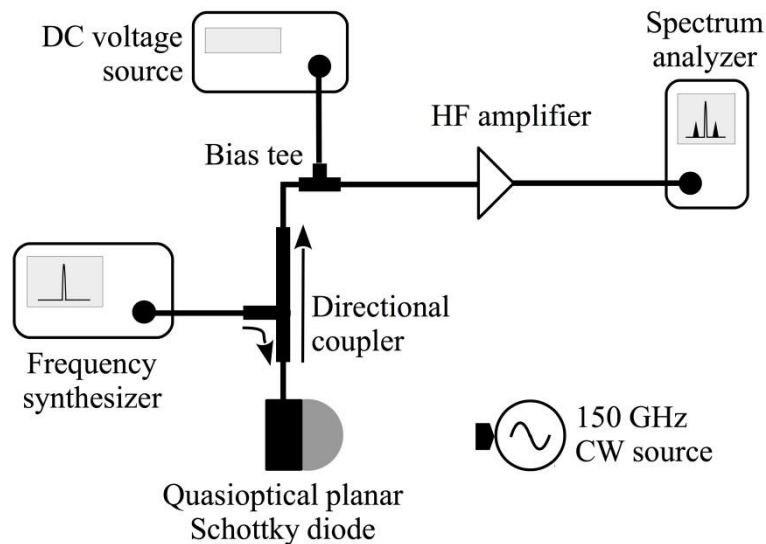 DC voltage
source
Spectrum
analyzer
HF amplifier
Bias tee
Directional
coupler
Frequency
synthesizer
150 GHz
CW source
Quasioptical planar
Schottky diode